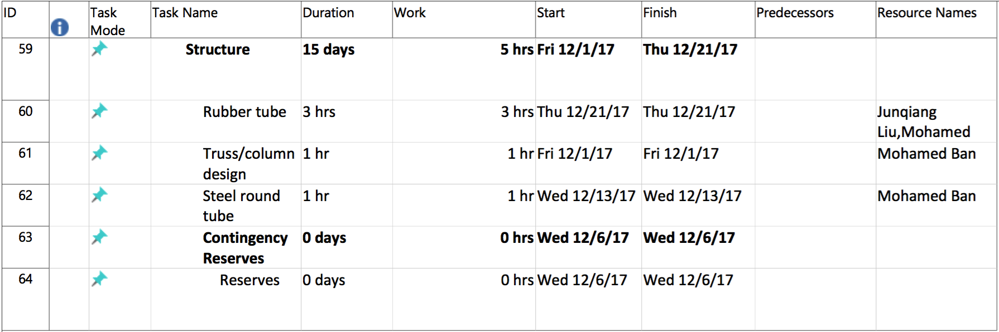 ID Task Mode Task Name Duration Work Start Finish Predecessors Resource Names
59 Structure 15 days 5 hrs Fri 12/1/17 Thu 12/21/17
60 Rubber tube 3 hrs 3 hrs Thu 12/21/17 Thu 12/21/17 Junqiang
Liu,Mohamed
61 Truss/column 1 hr 1 hr Fri 12/1/17 Fri 12/1/17 Mohamed Ban
design
62 Steel round 1 hr 1 hr Wed 12/13/17 Wed 12/13/17 Mohamed Ban
tube
63 Contingency 0 days 0 hrs Wed 12/6/17 Wed 12/6/17
Reserves
64 Reserves 0 days 0 hrs Wed 12/6/17 Wed 12/6/17